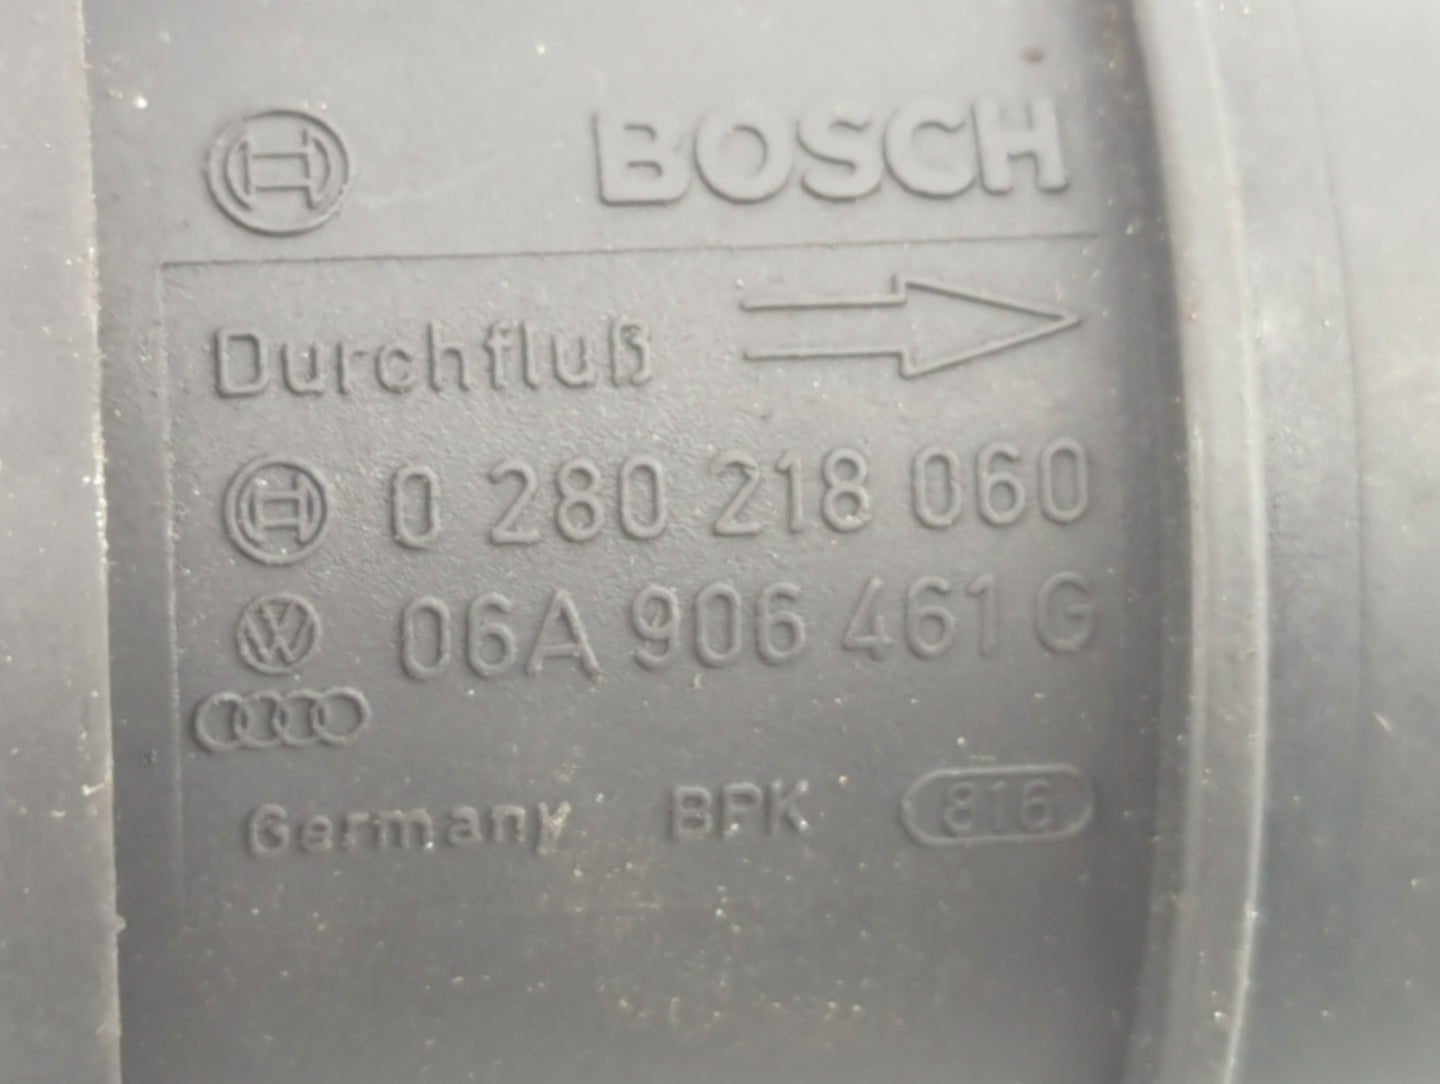 BOSCH
Durchfluß
0 280 218 060
06A 906 461 G
Germany BPK 816